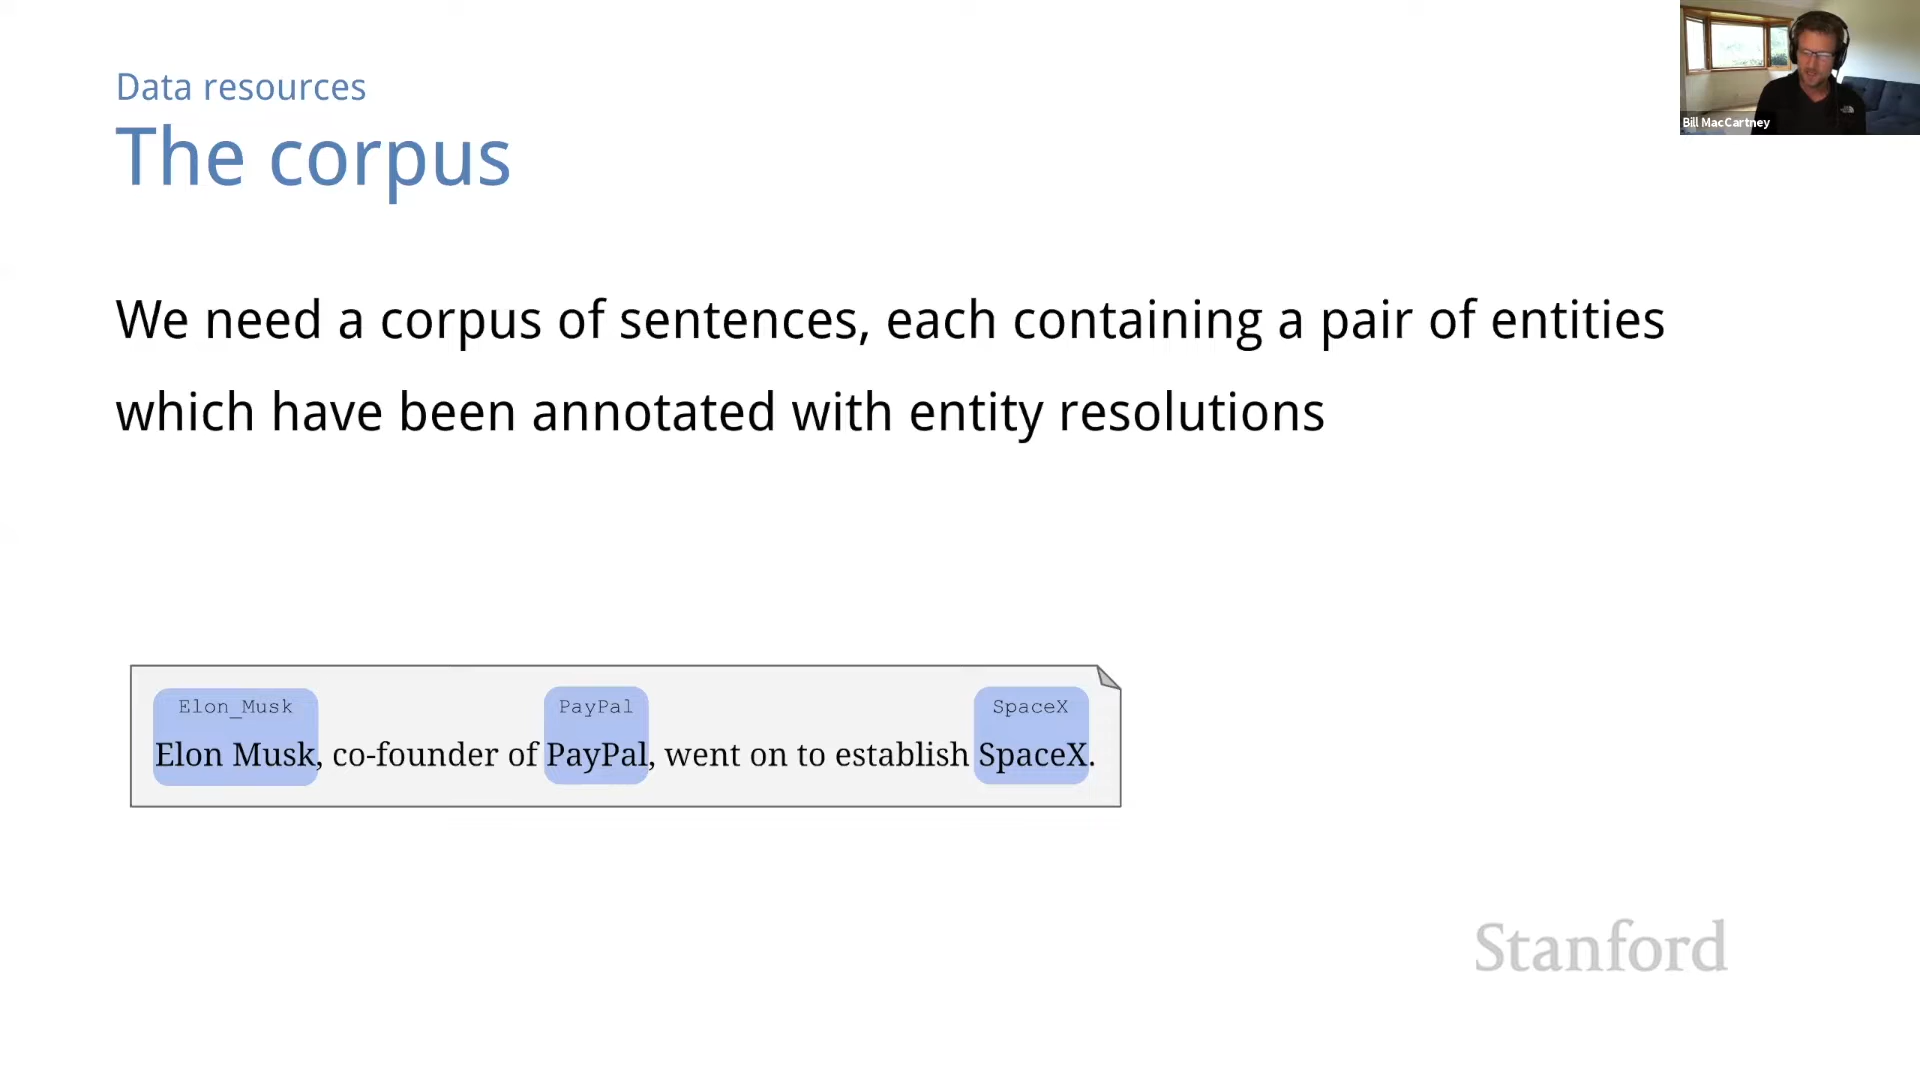 Data resources
The corpus
Bill MacCartney
We need a corpus of sentences, each containing a pair of entities
which have been annotated with entity resolutions
Elon_Musk PayPal SpaceX
Elon Musk, co-founder of PayPal, went on to establish SpaceX.
Stanford